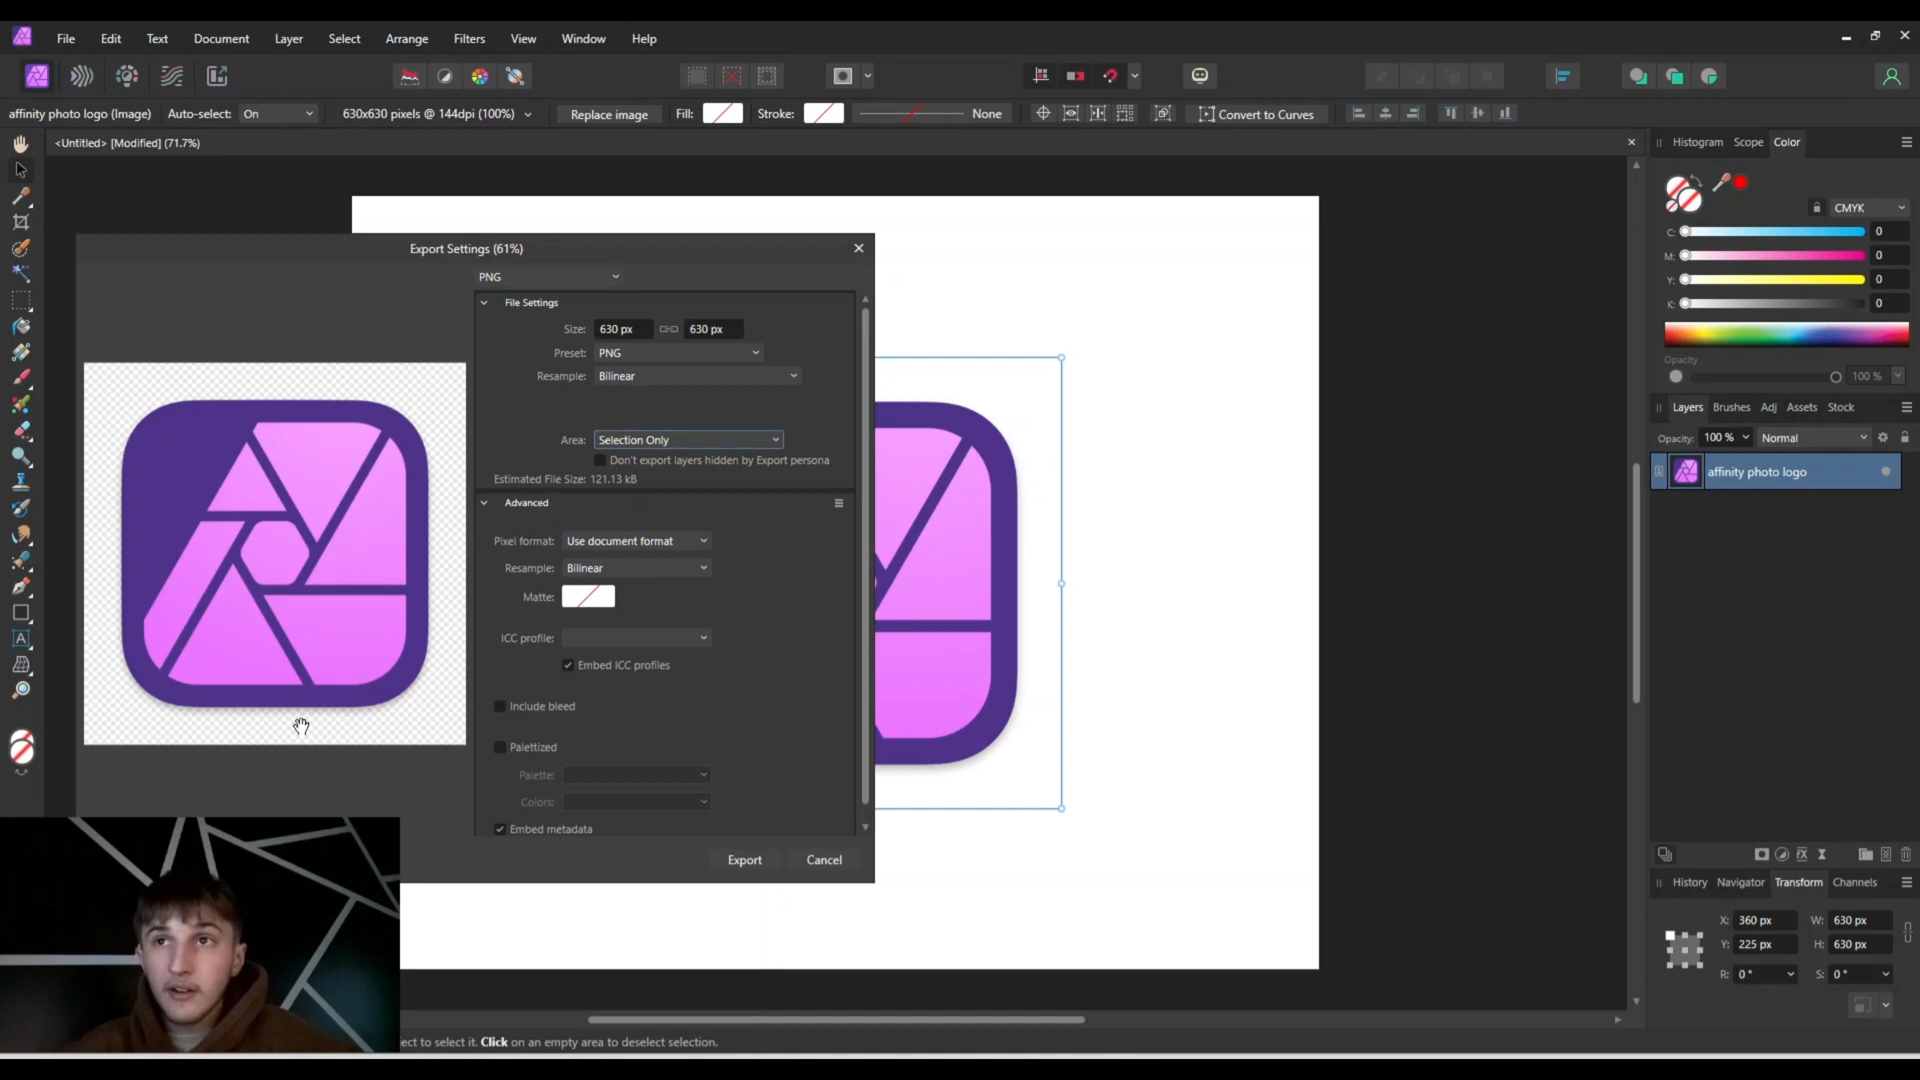 File Edit Text Document Layer Select Arrange Filters View Window Help
affinity photo logo (Image) Auto-select: On 630x630 pixels @ 144dpi (100%) Replace image Fill: Stroke: None Convert to Curves
<Untitled> [Modified] (71.7%)
Histogram Scope Color
CMYK
C: 0
M: 0
Y: 0
K: 0
Opacity
100 %
Layers Brushes Adj Assets Stock
Opacity: 100 % Normal
affinity photo logo
Export Settings (61%)
PNG
File Settings
Size: 630 px 630 px
Preset: PNG
Resample: Bilinear
Area: Selection Only
Don't export layers hidden by Export persona
Estimated File Size: 121.13 kB
Advanced
Pixel format: Use document format
Resample: Bilinear
Matte:
ICC profile:
Embed ICC profiles
Include bleed
Palettized
Palette:
Colors:
Embed metadata
Export Cancel
History Navigator Transform Channels
X: 360 px W: 630 px
Y: 225 px H: 630 px
R: 0 ° S: 0 °
ect to select it. Click on an empty area to deselect selection.